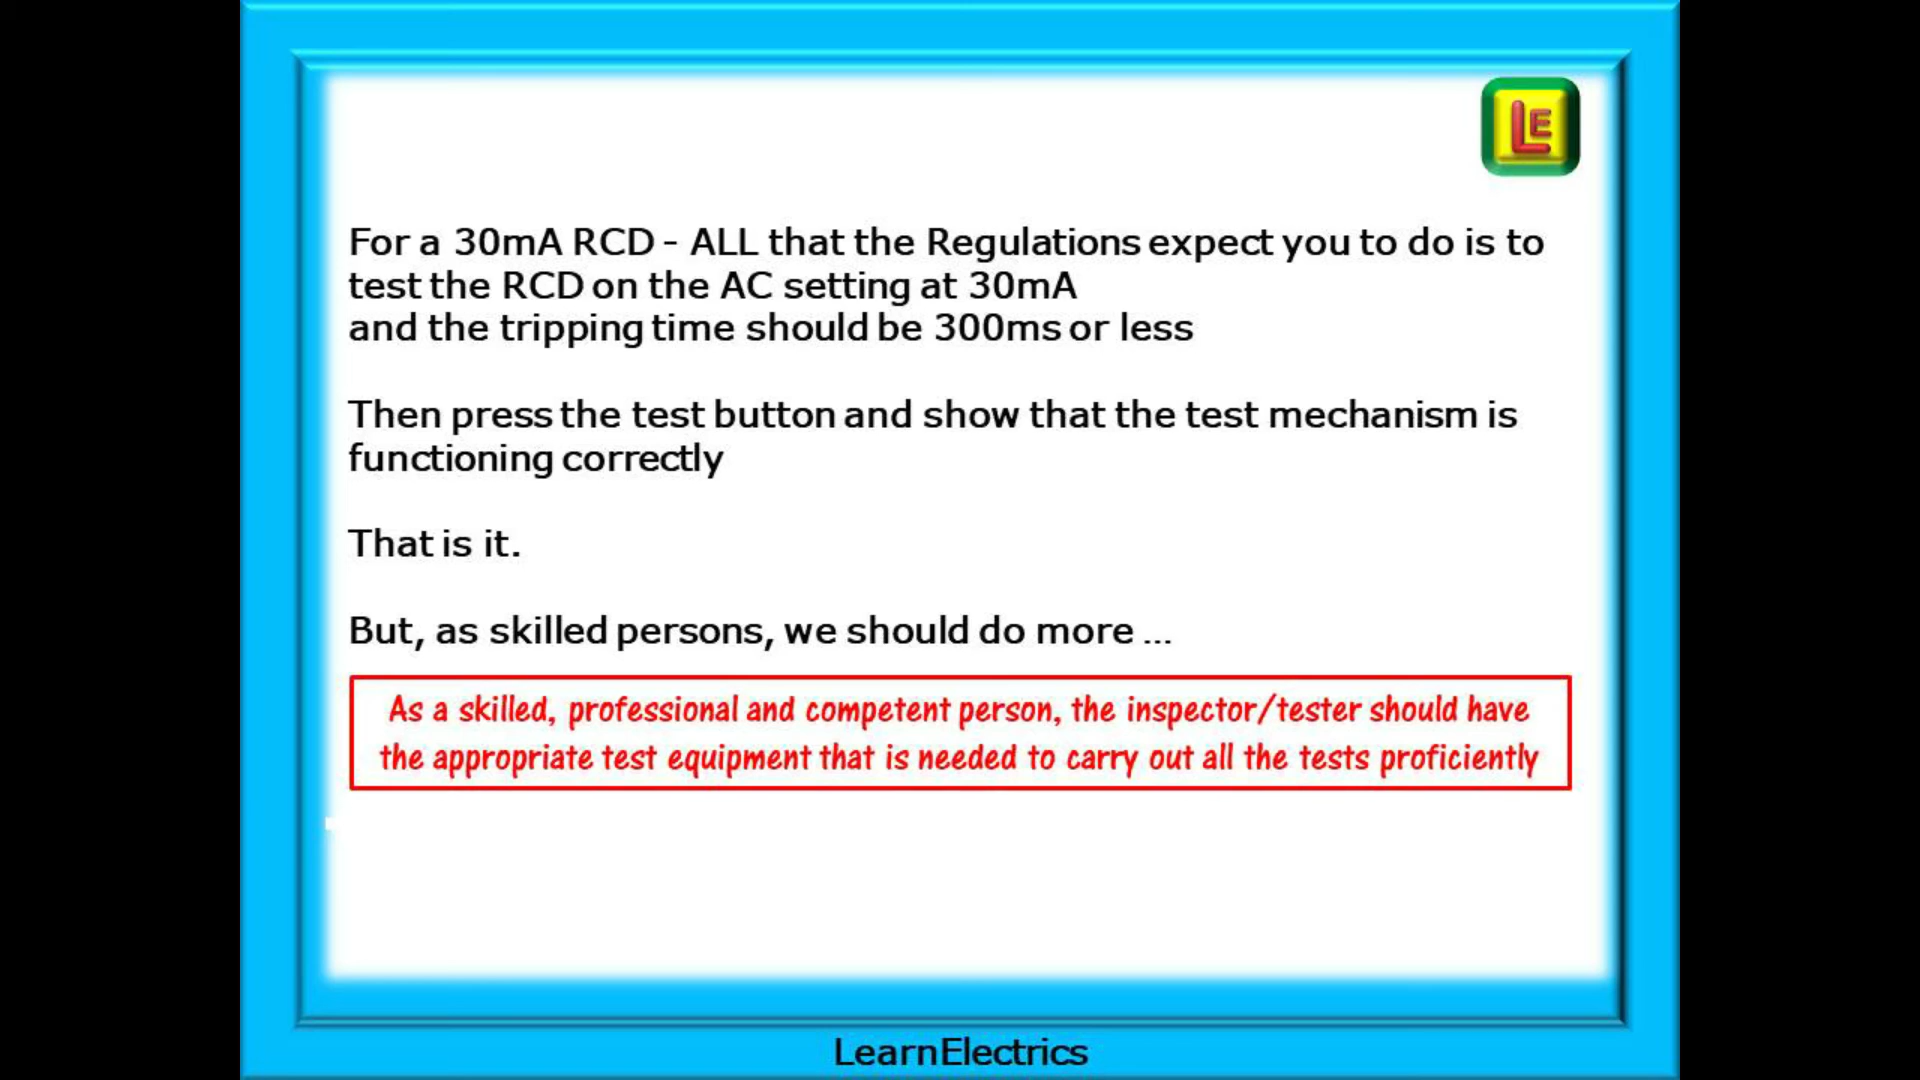 LE
For a 30mA RCD - ALL that the Regulations expect you to do is to
test the RCD on the AC setting at 30mA
and the tripping time should be 300ms or less
Then press the test button and show that the test mechanism is
functioning correctly
That is it.
But, as skilled persons, we should do more ...
As a skilled, professional and competent person, the inspector/tester should have
the appropriate test equipment that is needed to carry out all the tests proficiently
LearnElectrics